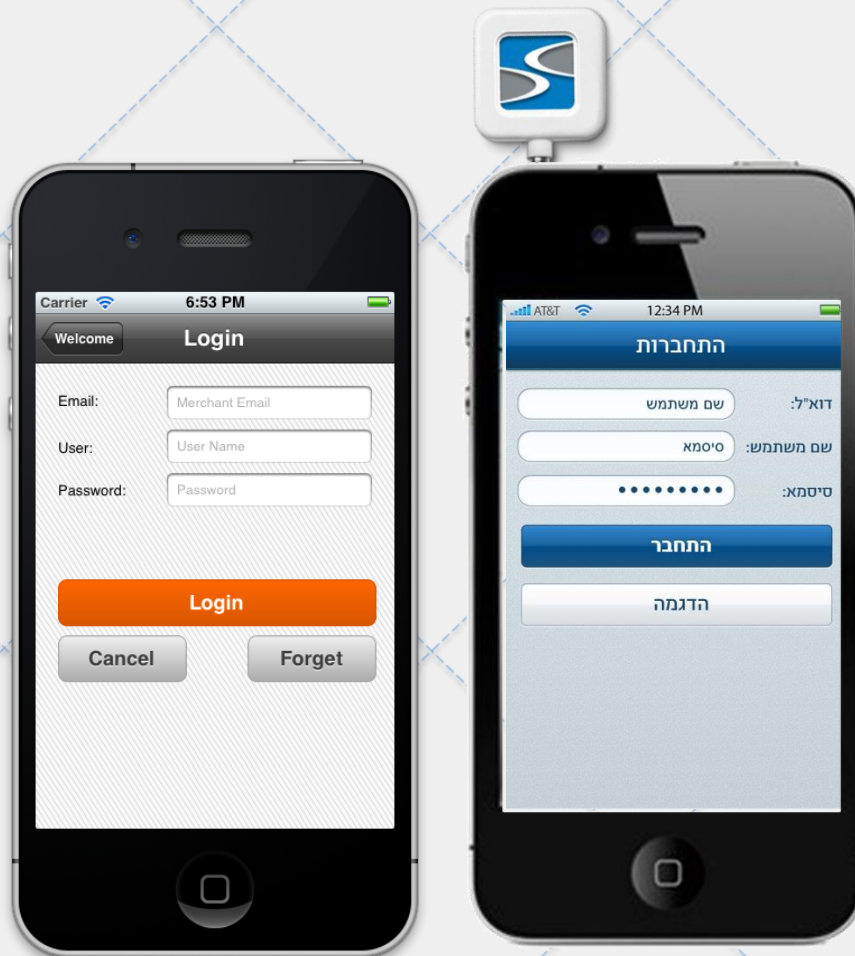 Carrier 6:53 PM
Welcome Login
Email: Merchant Email
User: User Name
Password: Password
Login
Cancel Forget
AT&T 12:34 PM
התחברות
דוא"ל: שם משתמש
שם משתמש: סיסמא
סיסמא: •••••••••
התחבר
הדגמה